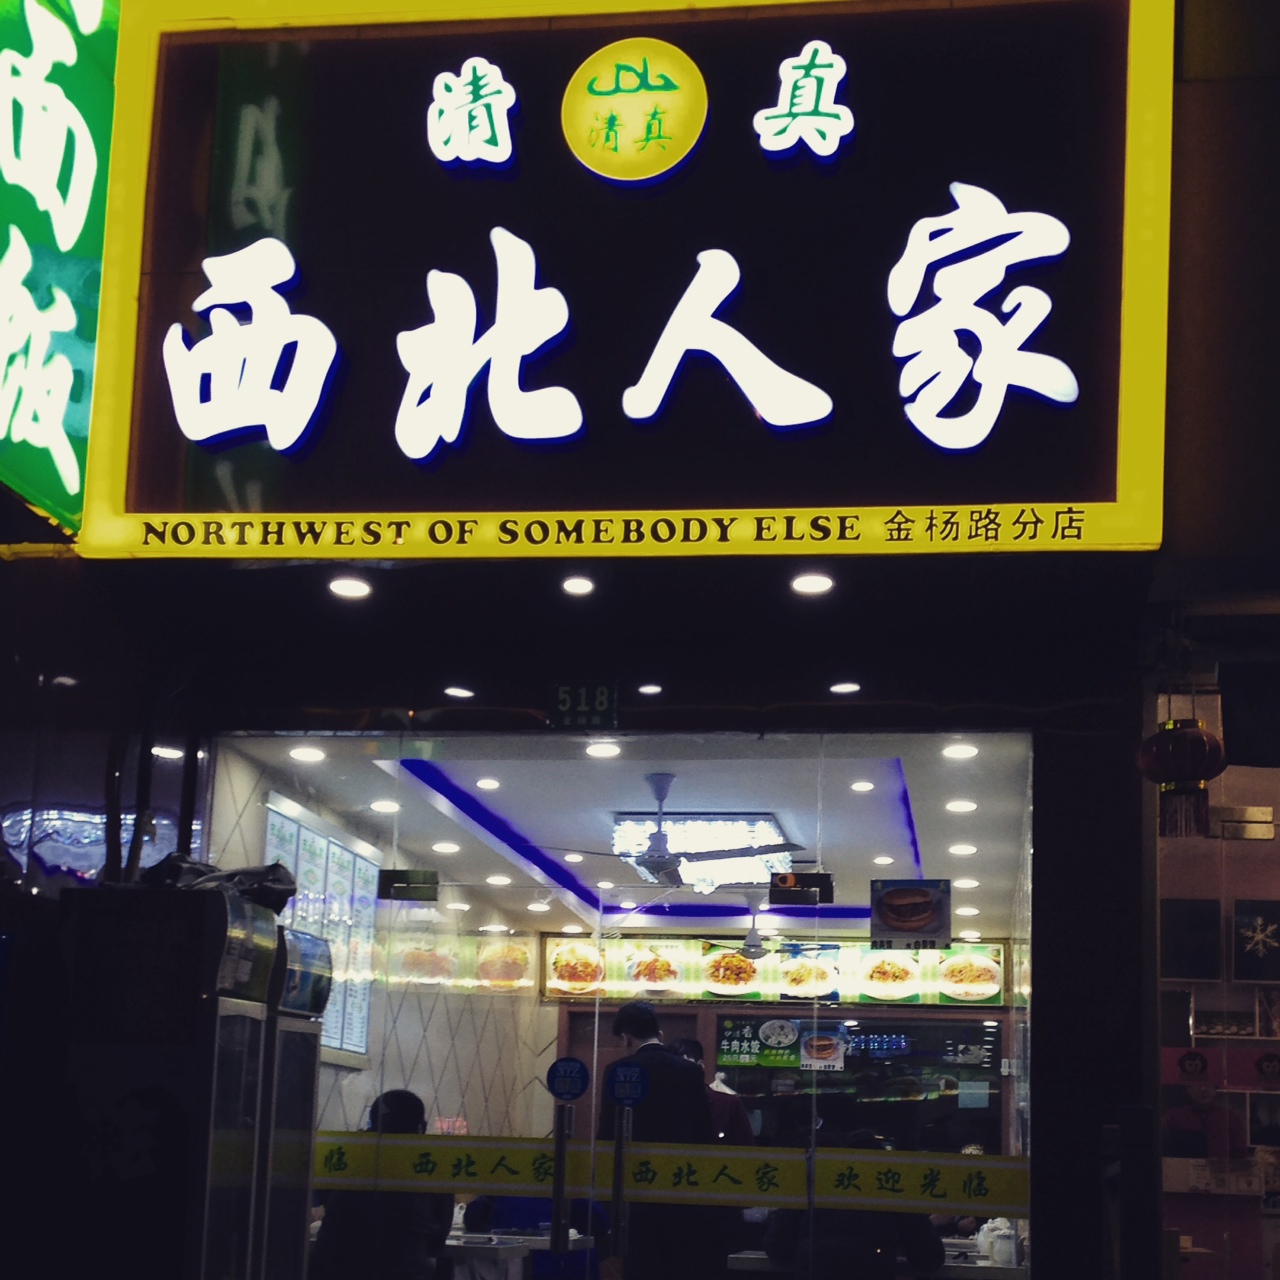 清 清真 真
西北人家
NORTHWEST OF SOMEBODY ELSE 金杨路分店
518
牛肉水饺
临 西北人家 西北人家 欢迎光临